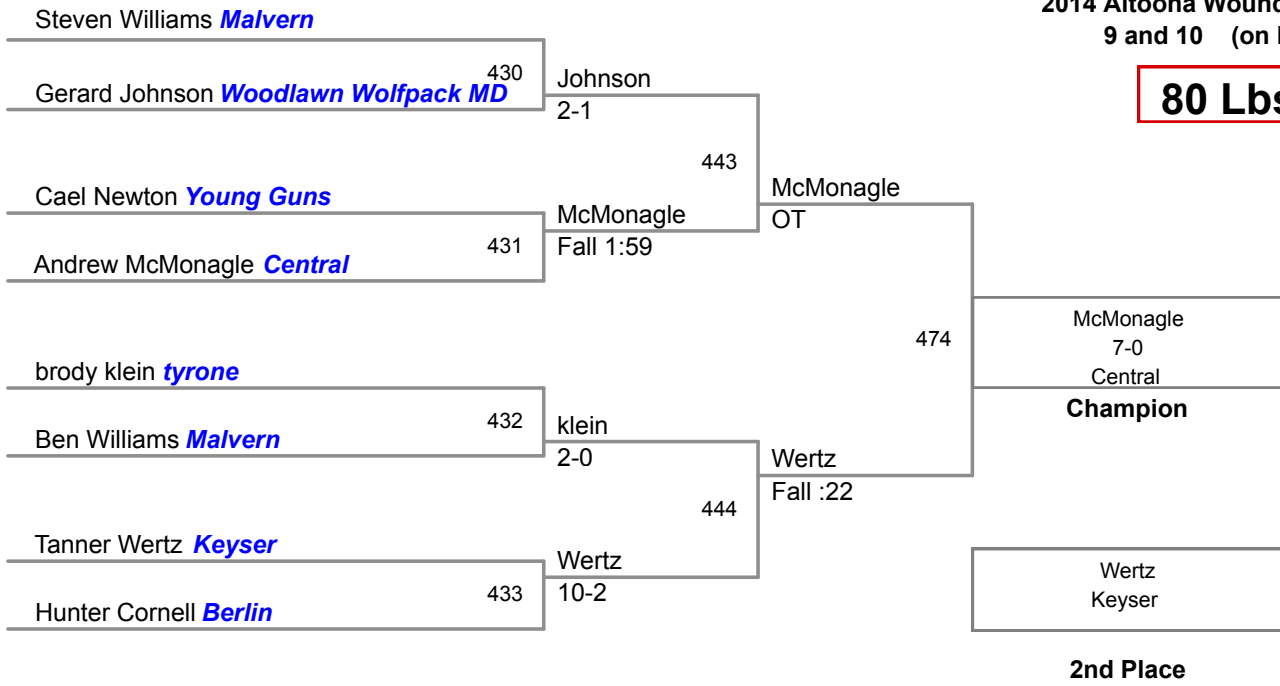 2014 Altoona Wound
9 and 10 (on
80 Lbs
Steven Williams Malvern
430
Gerard Johnson Woodlawn Wolfpack MD
Johnson
2-1
443
Cael Newton Young Guns
431
Andrew McMonagle Central
McMonagle
Fall 1:59
McMonagle
OT
474
brody klein tyrone
432
Ben Williams Malvern
klein
2-0
444
Tanner Wertz Keyser
433
Hunter Cornell Berlin
Wertz
10-2
Wertz
Fall :22
McMonagle
7-0
Central
Champion
Wertz
Keyser
2nd Place